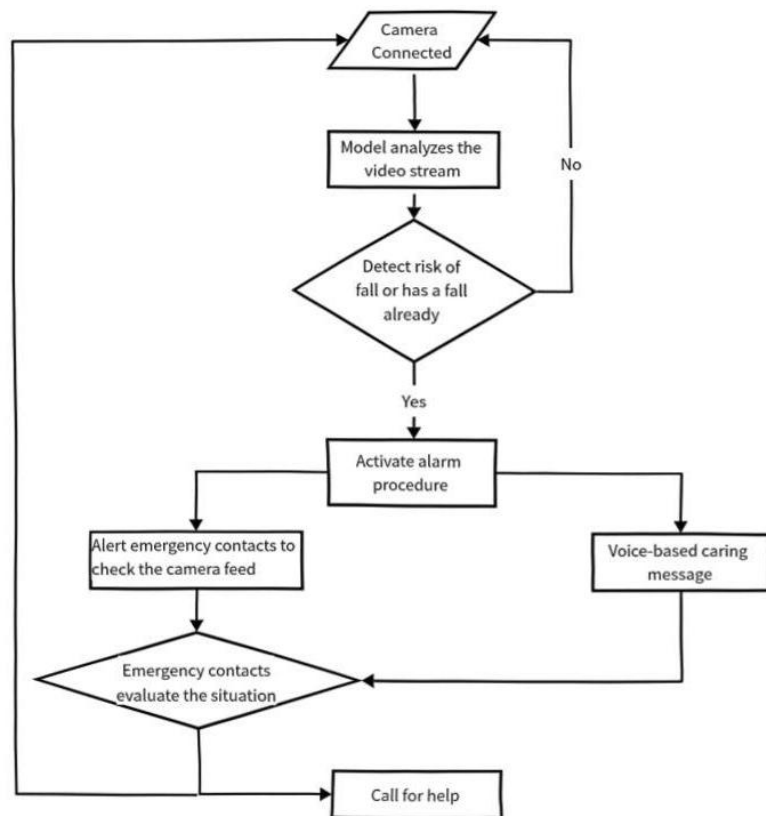 Camera
Connected
Model analyzes the
video stream
No
Detect risk of
fall or has a fall
already
Yes
Activate alarm
procedure
Alert emergency contacts to
check the camera feed
Voice-based caring
message
Emergency contacts
evaluate the situation
Call for help